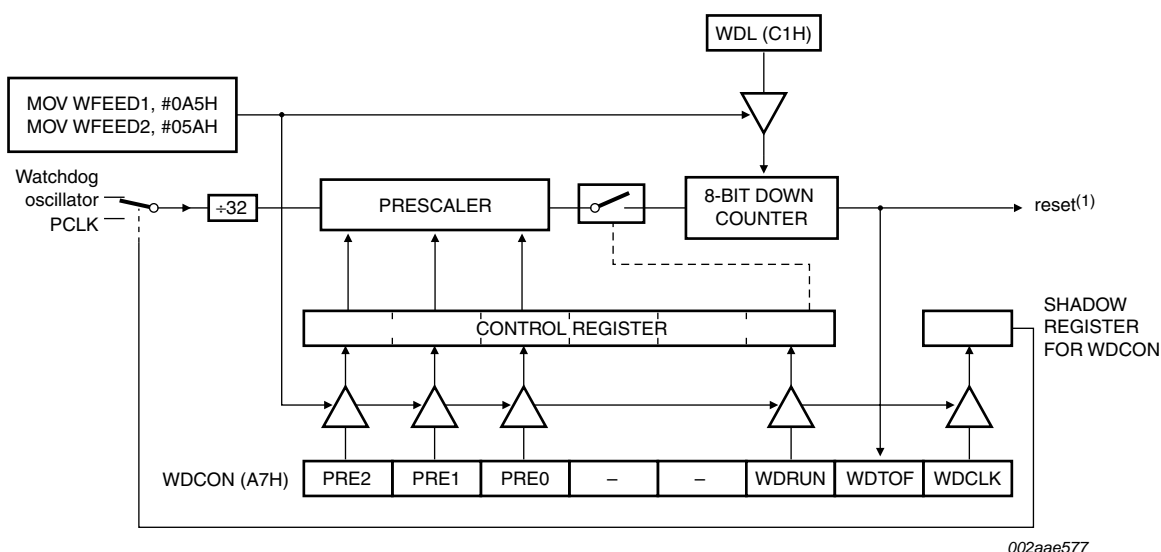 WDL (C1H)
MOV WFEED1, #0A5H
MOV WFEED2, #05AH
Watchdog
oscillator
PCLK
÷32
PRESCALER
8-BIT DOWN
COUNTER
reset(1)
CONTROL REGISTER
SHADOW
REGISTER
FOR WDCON
WDCON (A7H)
PRE2
PRE1
PRE0
–
–
WDRUN
WDTOF
WDCLK
002aae577